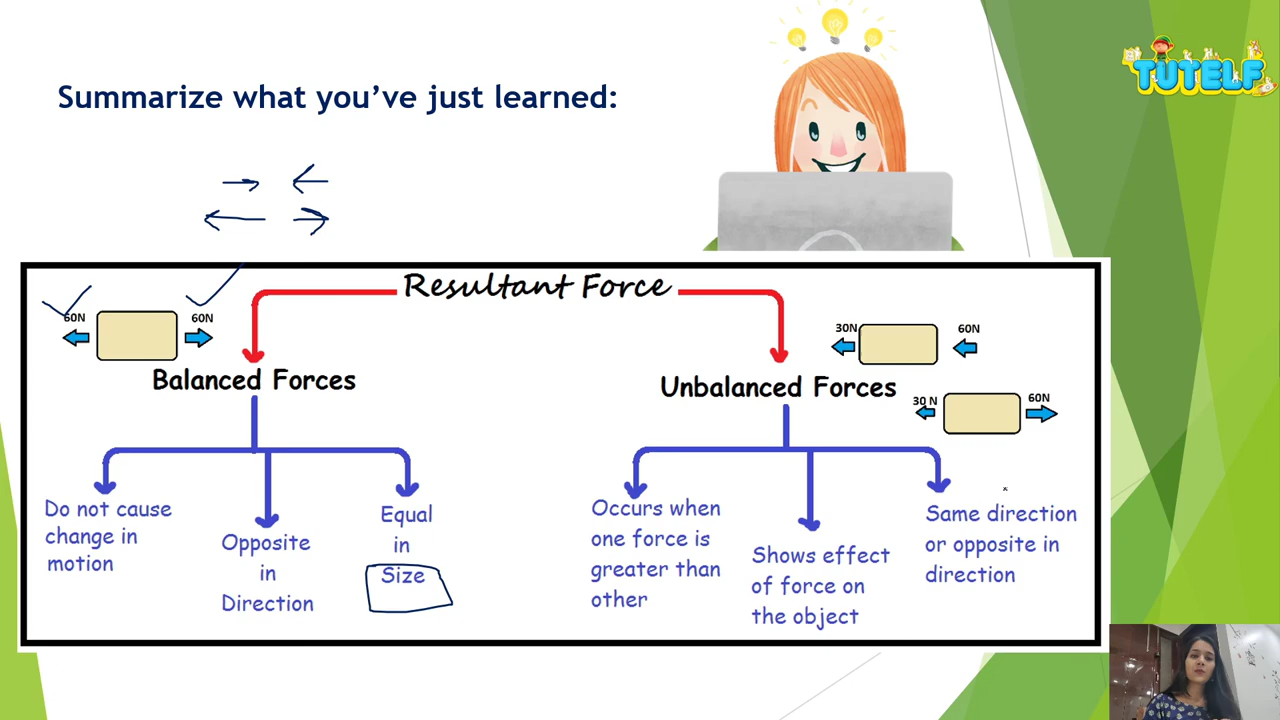 TUTELF
Summarize what you've just learned:
Resultant Force
60N
60N
Balanced Forces
Do not cause
change in
motion
Opposite
in
Direction
Equal
in
Size
30N
60N
Unbalanced Forces
30 N
60N
Occurs when
one force is
greater than
other
Shows effect
of force on
the object
Same direction
or opposite in
direction